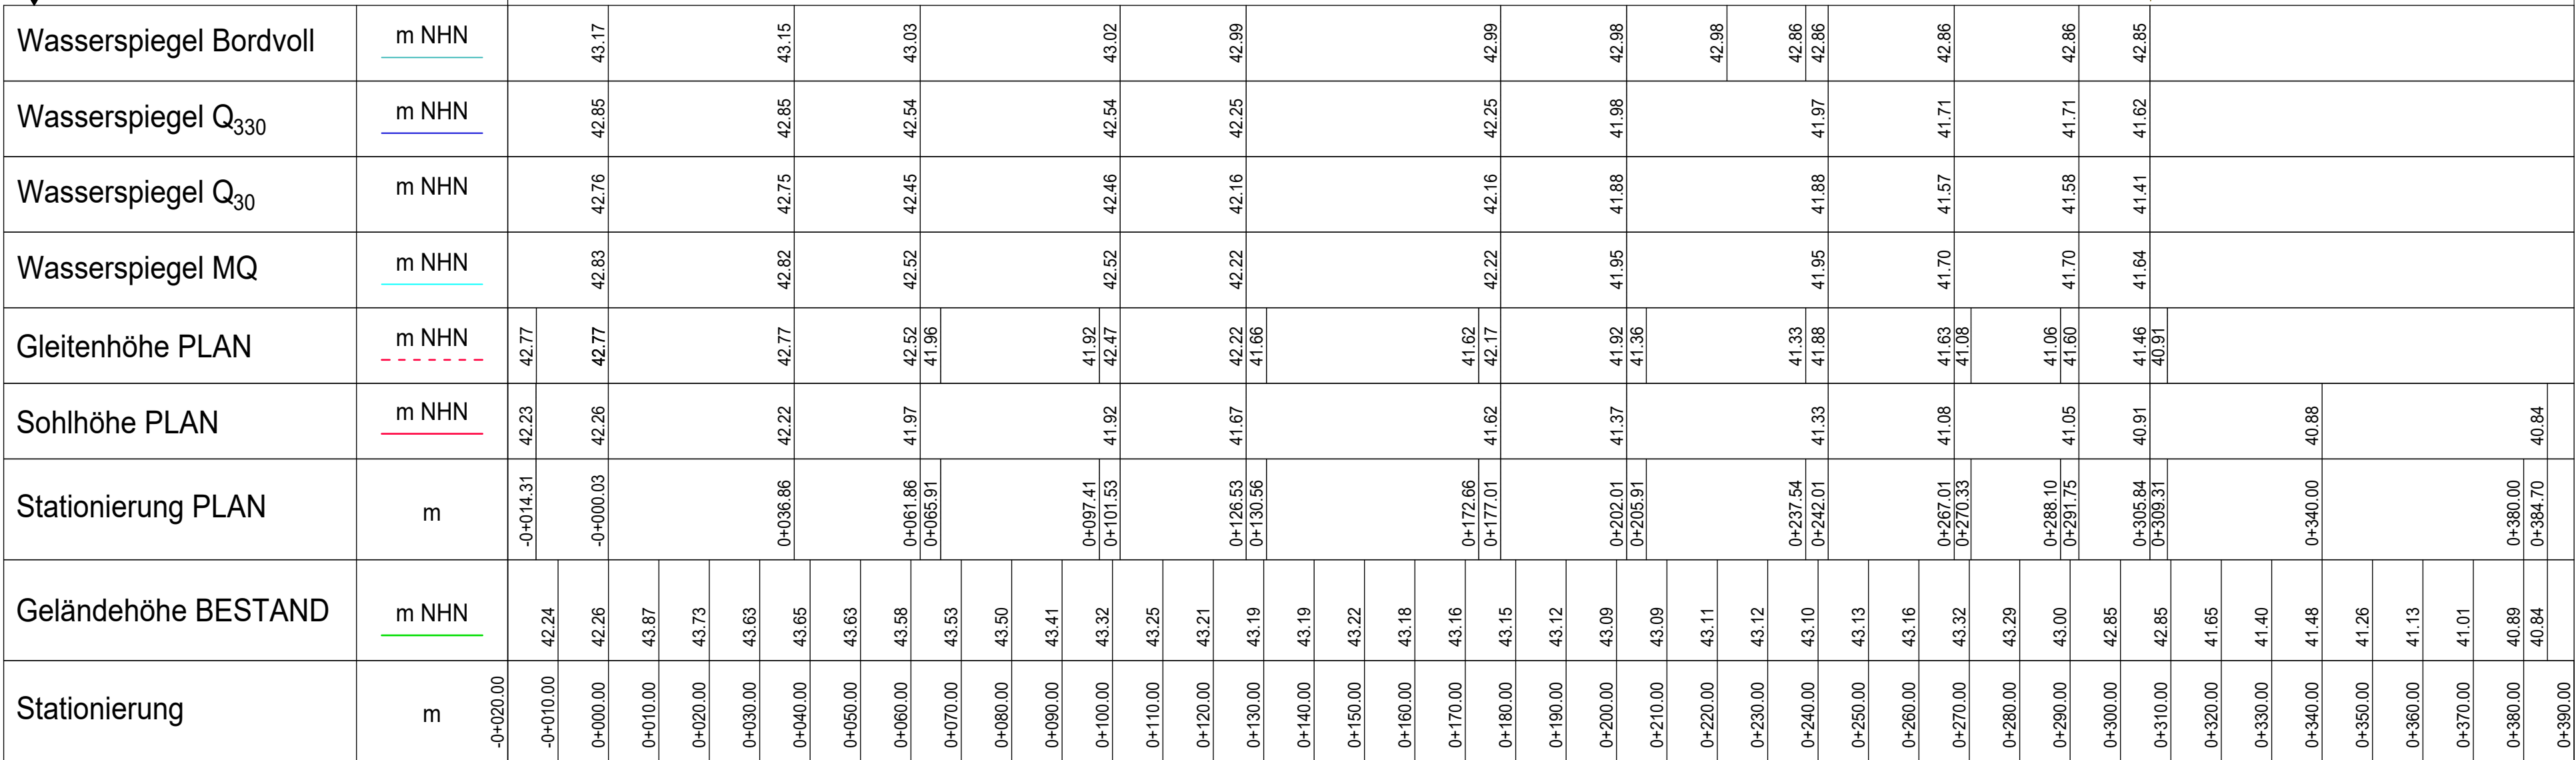 Wasserspiegel Bordvoll m NHN 43.17 43.15 43.03 43.02 42.99 42.99 42.98 42.98 42.86 42.86 42.86 42.86 42.85
Wasserspiegel Q330 m NHN 42.85 42.85 42.54 42.54 42.25 42.25 41.98 41.97 41.71 41.71 41.62
Wasserspiegel Q30 m NHN 42.76 42.75 42.45 42.46 42.16 42.16 41.88 41.88 41.57 41.58 41.41
Wasserspiegel MQ m NHN 42.83 42.82 42.52 42.52 42.22 42.22 41.95 41.95 41.70 41.70 41.64
Gleitenhöhe PLAN m NHN 42.77 42.77 42.77 42.52 41.96 41.92 42.47 42.22 41.66 41.62 42.17 41.92 41.36 41.33 41.88 41.63 41.08 41.06 41.60 41.46 40.91
Sohlhöhe PLAN m NHN 42.23 42.26 42.22 41.97 41.92 41.67 41.62 41.37 41.33 41.08 41.05 40.91 40.88 40.84
Stationierung PLAN m -0+014.31 -0+000.03 0+036.86 0+061.86 0+065.91 0+097.41 0+101.53 0+126.53 0+130.56 0+172.66 0+177.01 0+202.01 0+205.91 0+237.54 0+242.01 0+267.01 0+270.33 0+288.10 0+291.75 0+305.84 0+309.31 0+340.00 0+380.00 0+384.70
Geländehöhe BESTAND m NHN 42.24 42.26 43.87 43.73 43.63 43.65 43.63 43.58 43.53 43.50 43.41 43.32 43.25 43.21 43.19 43.19 43.22 43.18 43.16 43.15 43.12 43.09 43.09 43.11 43.12 43.10 43.13 43.16 43.32 43.29 43.00 42.85 42.85 41.65 41.40 41.48 41.26 41.13 41.01 40.89 40.84
Stationierung m -0+020.00 -0+010.00 0+000.00 0+010.00 0+020.00 0+030.00 0+040.00 0+050.00 0+060.00 0+070.00 0+080.00 0+090.00 0+100.00 0+110.00 0+120.00 0+130.00 0+140.00 0+150.00 0+160.00 0+170.00 0+180.00 0+190.00 0+200.00 0+210.00 0+220.00 0+230.00 0+240.00 0+250.00 0+260.00 0+270.00 0+280.00 0+290.00 0+300.00 0+310.00 0+320.00 0+330.00 0+340.00 0+350.00 0+360.00 0+370.00 0+380.00 0+390.00